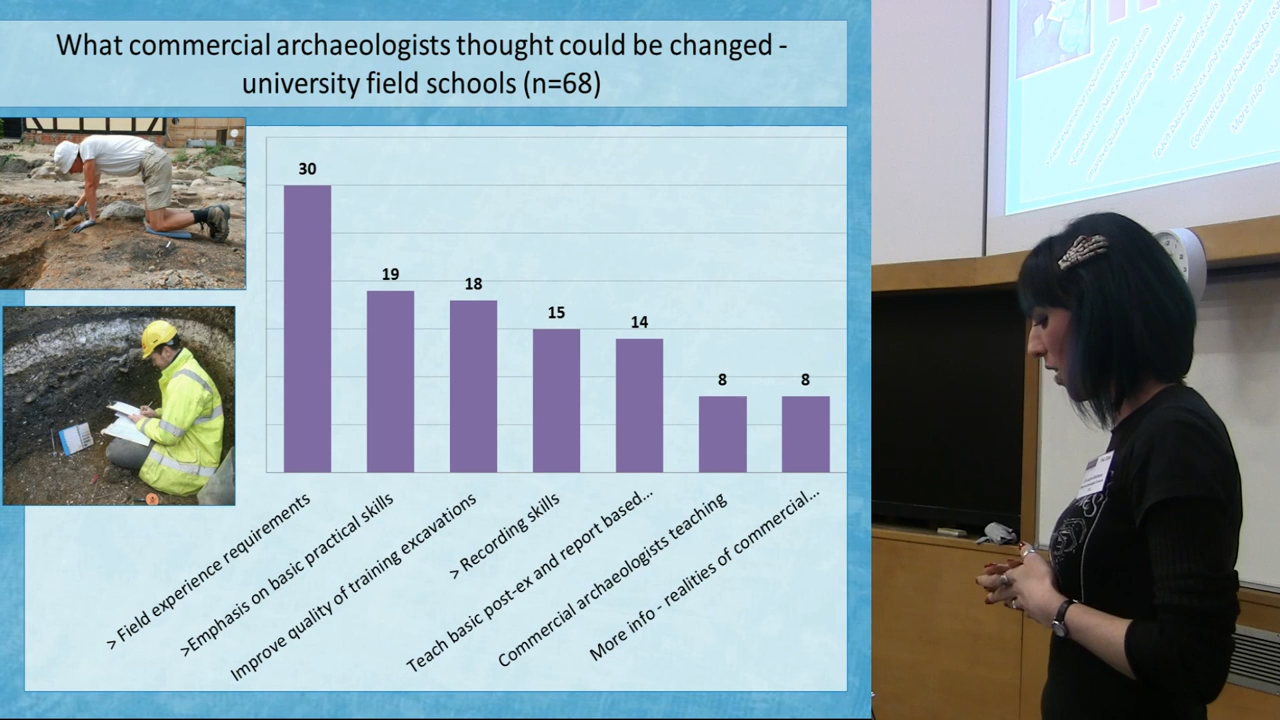 What commercial archaeologists thought could be changed -
university field schools (n=68)
30
19
18
15
14
8
8
> Field experience requirements
>Emphasis on basic practical skills
Improve quality of training excavations
> Recording skills
Teach basic post-ex and report based...
Commercial archaeologists teaching
More info - realities of commercial...